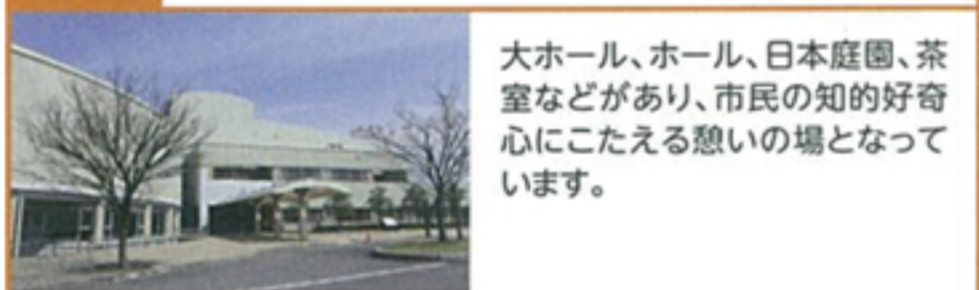 大ホール、ホール、日本庭園、茶
室などがあり、市民の知的好奇
心にこたえる憩いの場となって
います。